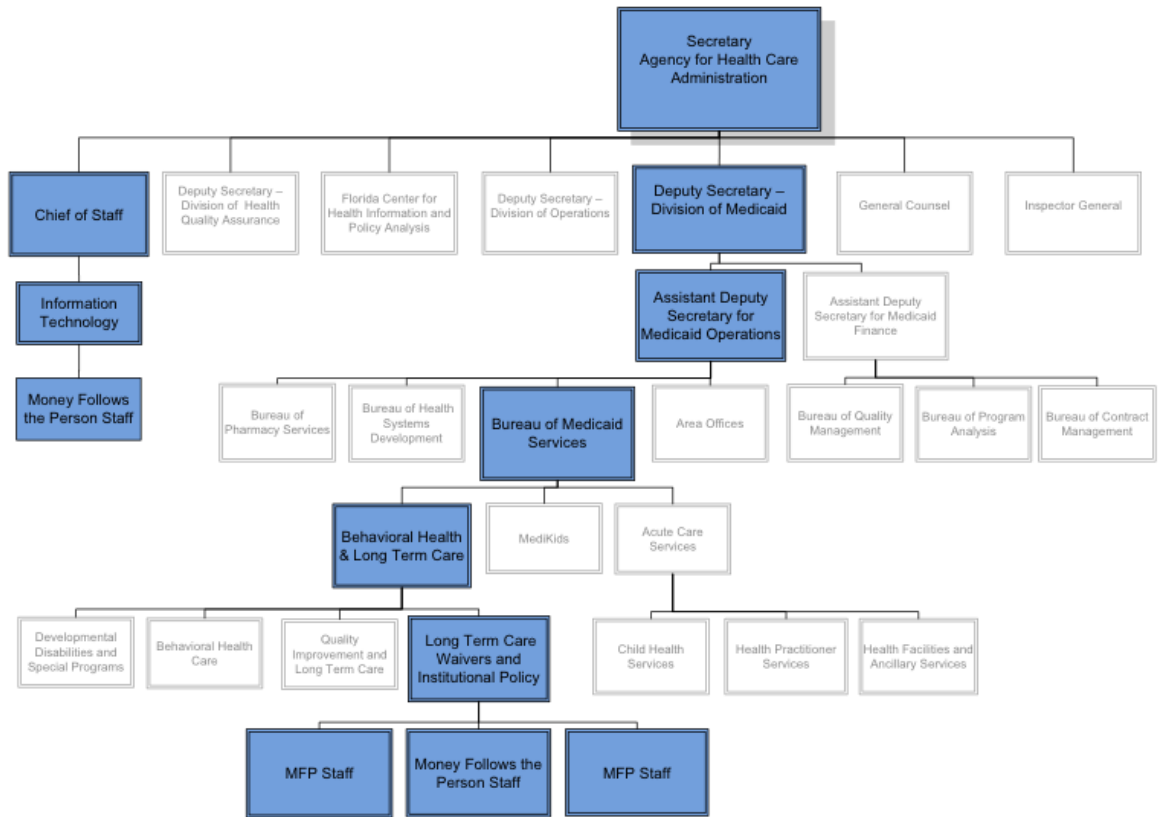 Secretary
Agency for Health Care
Administration
Chief of Staff
Deputy Secretary –
Division of Health
Quality Assurance
Florida Center for
Health Information and
Policy Analysis
Deputy Secretary –
Division of Operations
Deputy Secretary –
Division of Medicaid
General Counsel
Inspector General
Information
Technology
Assistant Deputy
Secretary for
Medicaid Operations
Assistant Deputy
Secretary for Medicaid
Finance
Money Follows
the Person Staff
Bureau of
Pharmacy Services
Bureau of Health
Systems
Development
Bureau of Medicaid
Services
Area Offices
Bureau of Quality
Management
Bureau of Program
Analysis
Bureau of Contract
Management
Behavioral Health
& Long Term Care
MediKids
Acute Care
Services
Developmental
Disabilities and
Special Programs
Behavioral Health
Care
Quality
Improvement and
Long Term Care
Long Term Care
Waivers and
Institutional Policy
Child Health
Services
Health Practitioner
Services
Health Facilities and
Ancillary Services
MFP Staff
Money Follows the
Person Staff
MFP Staff